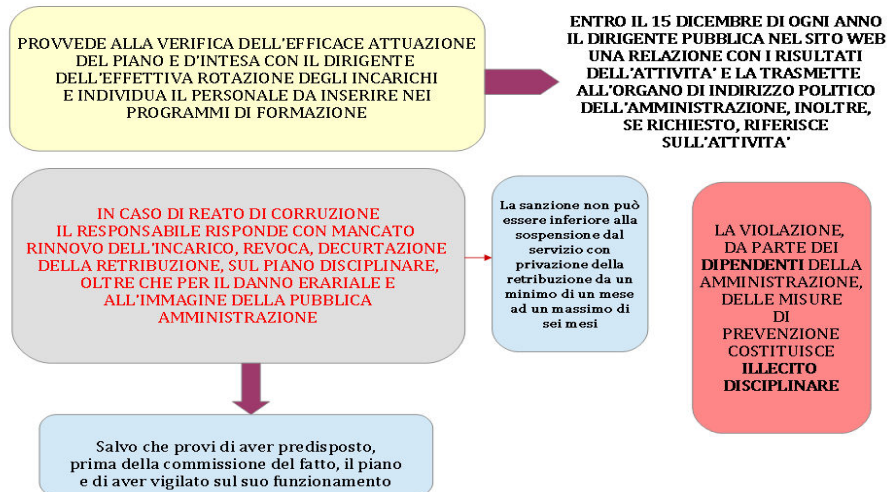 PROVVEDE ALLA VERIFICA DELL'EFFICACE ATTUAZIONE
DEL PIANO E D'INTESA CON IL DIRIGENTE
DELL'EFFETTIVA ROTAZIONE DEGLI INCARICHI
E INDIVIDUA IL PERSONALE DA INSERIRE NEI
PROGRAMMI DI FORMAZIONE
ENTRO IL 15 DICEMBRE DI OGNI ANNO
IL DIRIGENTE PUBBLICA NEL SITO WEB
UNA RELAZIONE CON I RISULTATI
DELL'ATTIVITA' E LA TRASMETTE
ALL'ORGANO DI INDIRIZZO POLITICO
DELL'AMMINISTRAZIONE, INOLTRE,
SE RICHIESTO, RIFERISCE
SULL'ATTIVITA'
IN CASO DI REATO DI CORRUZIONE
IL RESPONSABILE RISPONDE CON MANCATO
RINNOVO DELL'INCARICO, REVOCA, DECURTAZIONE
DELLA RETRIBUZIONE, SUL PIANO DISCIPLINARE,
OLTRE CHE PER IL DANNO ERARIALE E
ALL'IMMAGINE DELLA PUBBLICA
AMMINISTRAZIONE
La sanzione non può
essere inferiore alla
sospensione dal
servizio con
privazione della
retribuzione da un
minimo di un mese
ad un massimo di
sei mesi
LA VIOLAZIONE,
DA PARTE DEI
DIPENDENTI DELLA
AMMINISTRAZIONE,
DELLE MISURE
DI
PREVENZIONE
COSTITUISCE
ILLECITO
DISCIPLINARE
Salvo che provi di aver predisposto,
prima della commissione del fatto, il piano
e di aver vigilato sul suo funzionamento